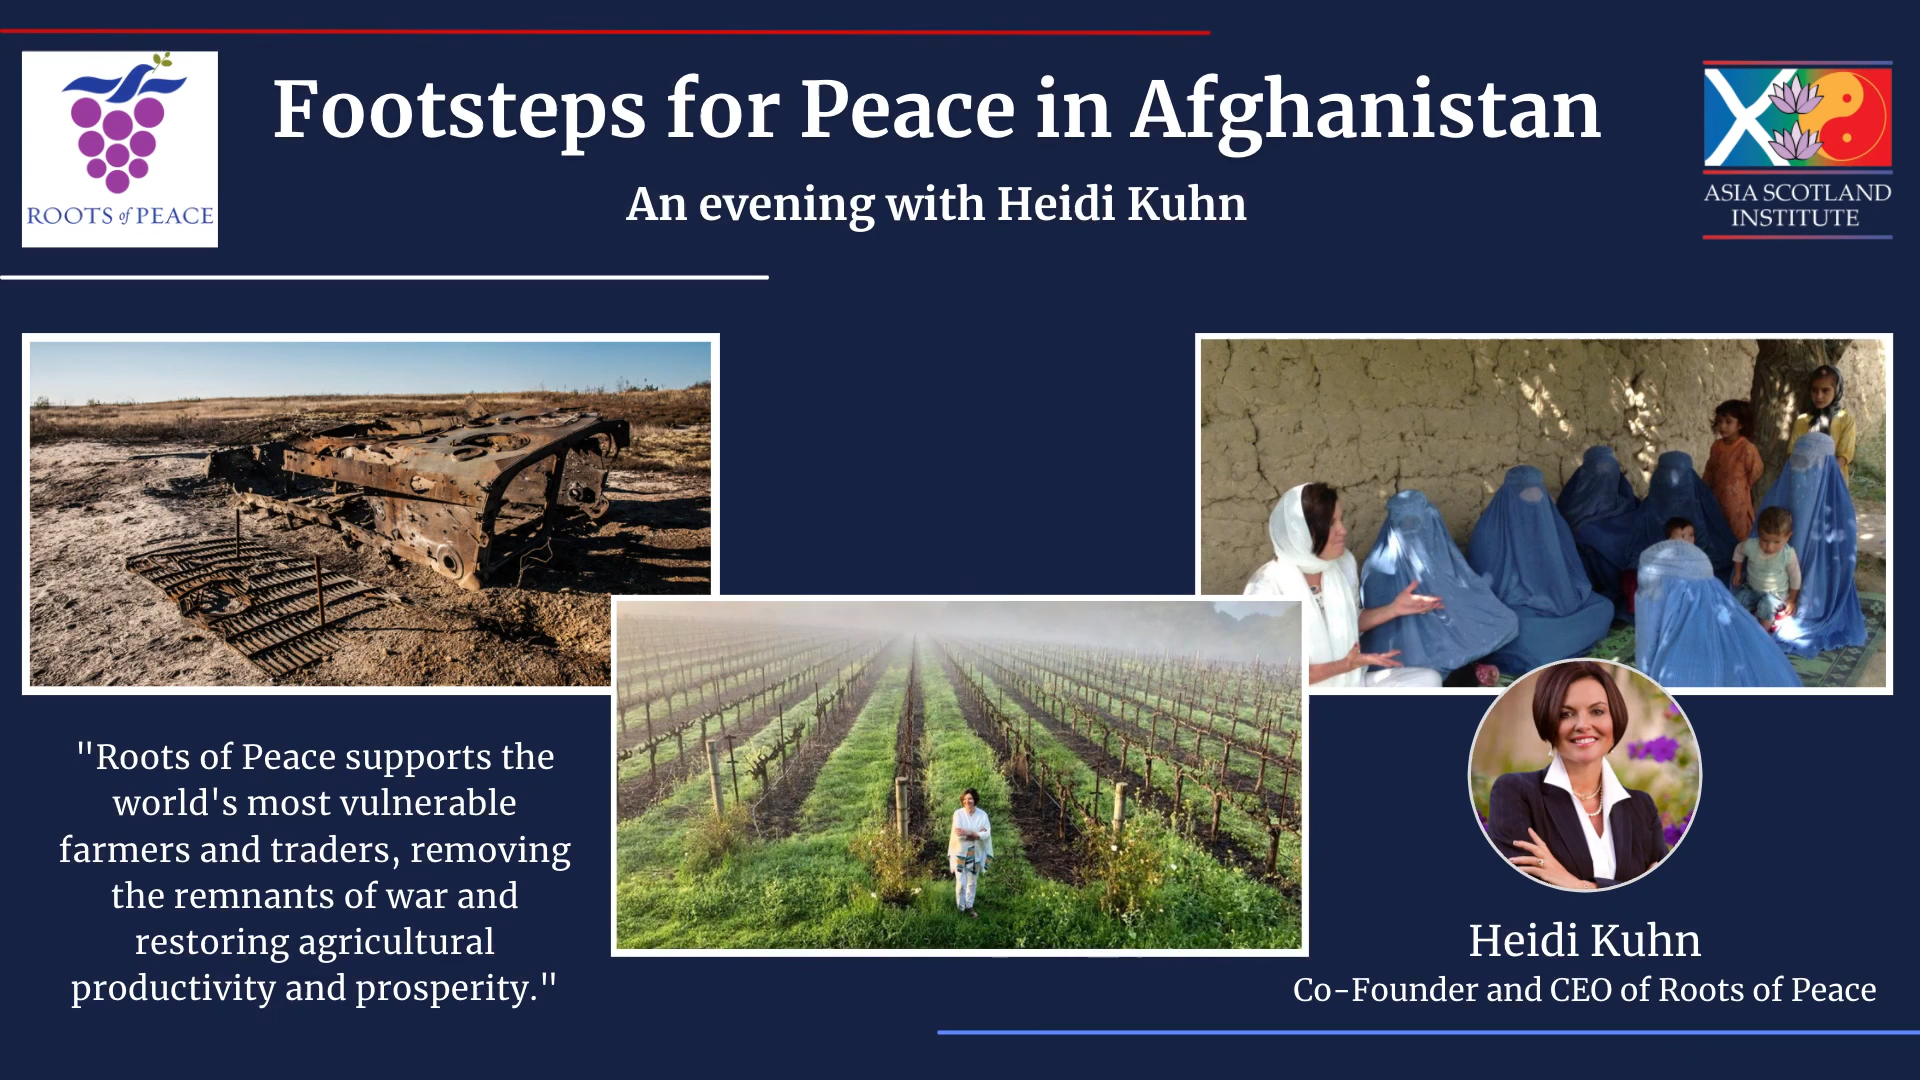 Footsteps for Peace in Afghanistan
An evening with Heidi Kuhn
ROOTS of PEACE
ASIA SCOTLAND
INSTITUTE
"Roots of Peace supports the
world's most vulnerable
farmers and traders, removing
the remnants of war and
restoring agricultural
productivity and prosperity."
Heidi Kuhn
Co-Founder and CEO of Roots of Peace